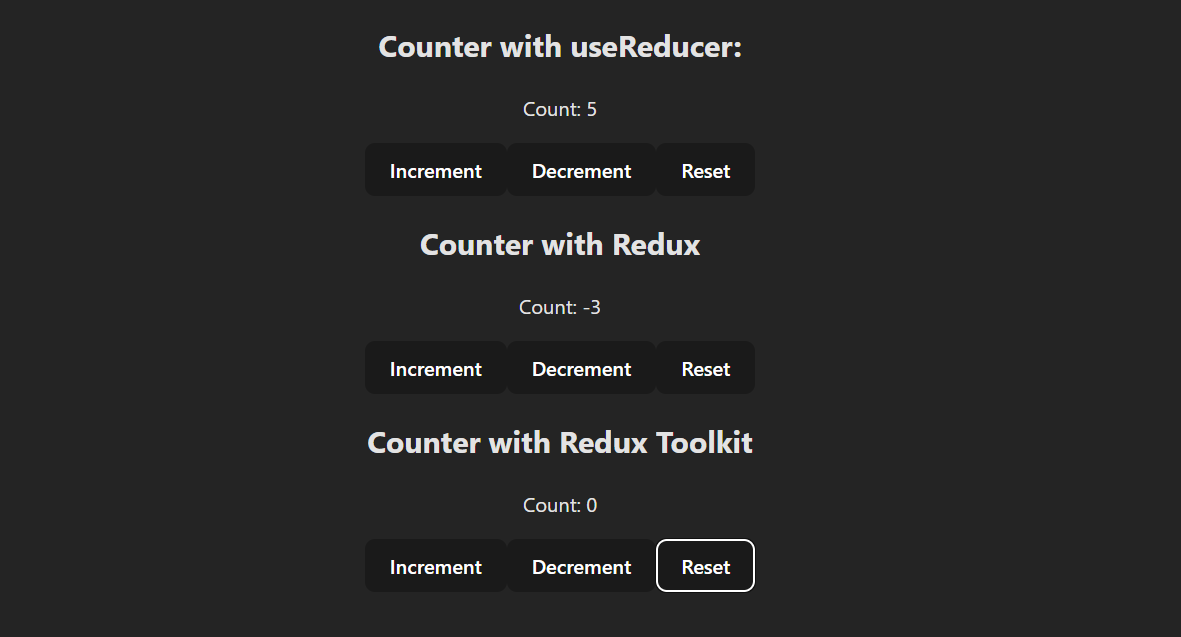 Counter with useReducer:
Count: 5
Increment Decrement Reset
Counter with Redux
Count: -3
Increment Decrement Reset
Counter with Redux Toolkit
Count: 0
Increment Decrement Reset